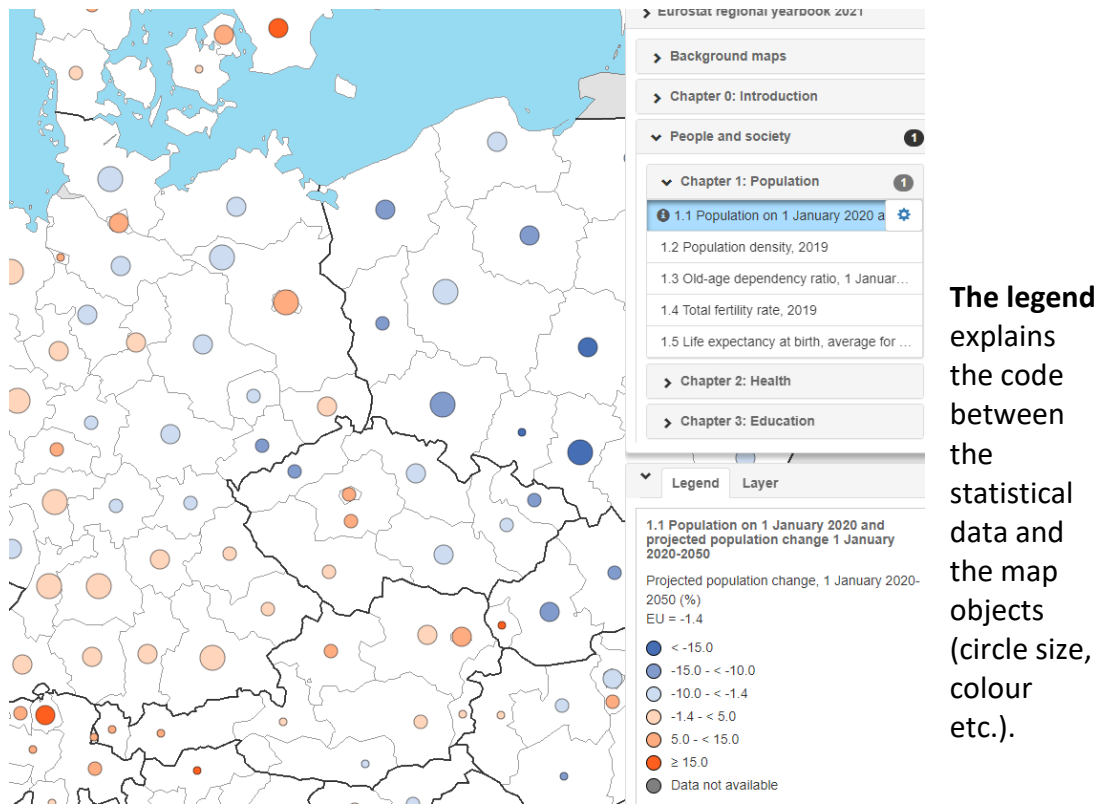 Eurostat regional yearbook 2021
Background maps
Chapter 0: Introduction
People and society 1
Chapter 1: Population 1
1.1 Population on 1 January 2020 a
1.2 Population density, 2019
1.3 Old-age dependency ratio, 1 Januar...
1.4 Total fertility rate, 2019
1.5 Life expectancy at birth, average for ...
Chapter 2: Health
Chapter 3: Education
Legend Layer
1.1 Population on 1 January 2020 and
projected population change 1 January
2020-2050
Projected population change, 1 January 2020-
2050 (%)
EU = -1.4
< -15.0
-15.0 - < -10.0
-10.0 - < -1.4
-1.4 - < 5.0
5.0 - < 15.0
≥ 15.0
Data not available
The legend
explains
the code
between
the
statistical
data and
the map
objects
(circle size,
colour
etc.).